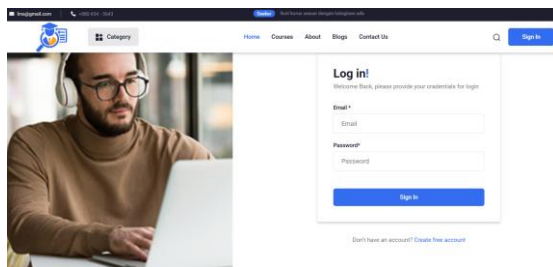 Category
Home Courses About Blogs Contact Us
Sign In
Log in!
Welcome Back, please provide your credentials for login
Email *
Email
Password*
Password
Sign In
Don't have an account? Create free account